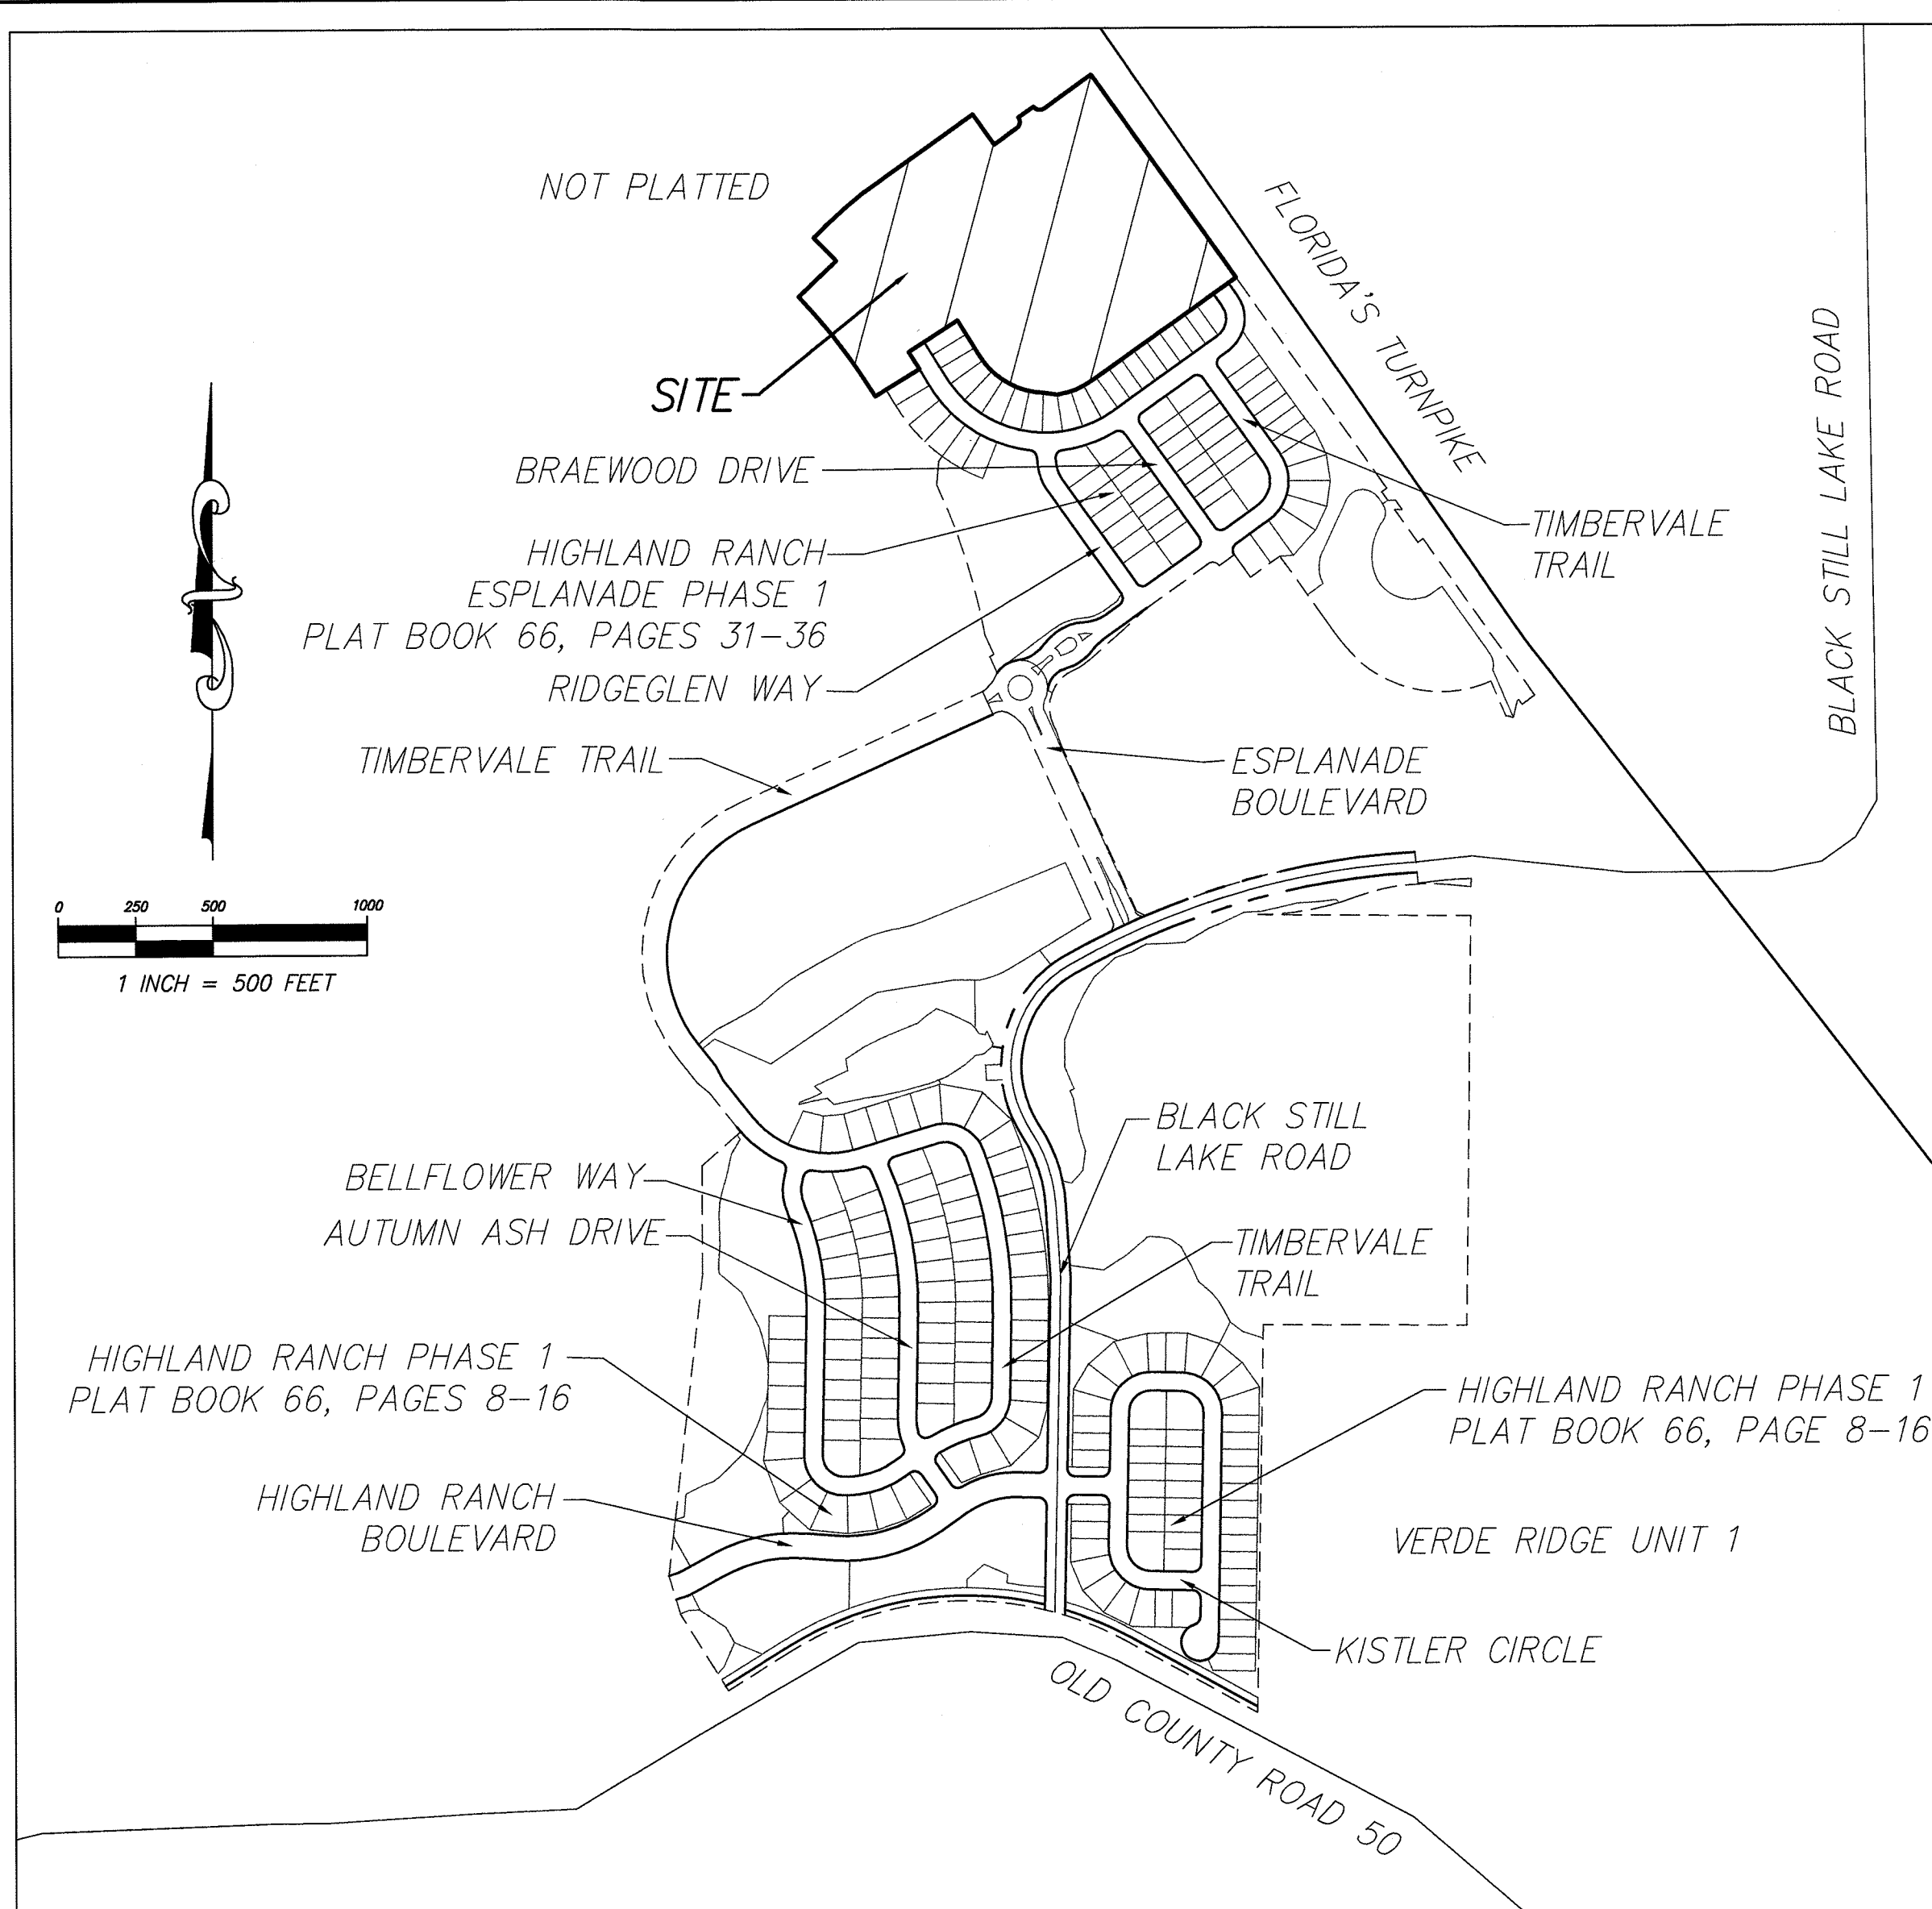 NOT PLATTED
FLORIDA'S TURNPIKE
BLACK STILL LAKE ROAD
SITE
BRAEWOOD DRIVE
HIGHLAND RANCH
ESPLANADE PHASE 1
PLAT BOOK 66, PAGES 31-36
TIMBERVALE
TRAIL
RIDGEGLEN WAY
TIMBERVALE TRAIL
ESPLANADE
BOULEVARD
0 250 500 1000
1 INCH = 500 FEET
BLACK STILL
LAKE ROAD
BELLFLOWER WAY
AUTUMN ASH DRIVE
TIMBERVALE
TRAIL
HIGHLAND RANCH PHASE 1
PLAT BOOK 66, PAGES 8-16
HIGHLAND RANCH PHASE 1
PLAT BOOK 66, PAGE 8-16
HIGHLAND RANCH
BOULEVARD
VERDE RIDGE UNIT 1
KISTLER CIRCLE
OLD COUNTY ROAD 50